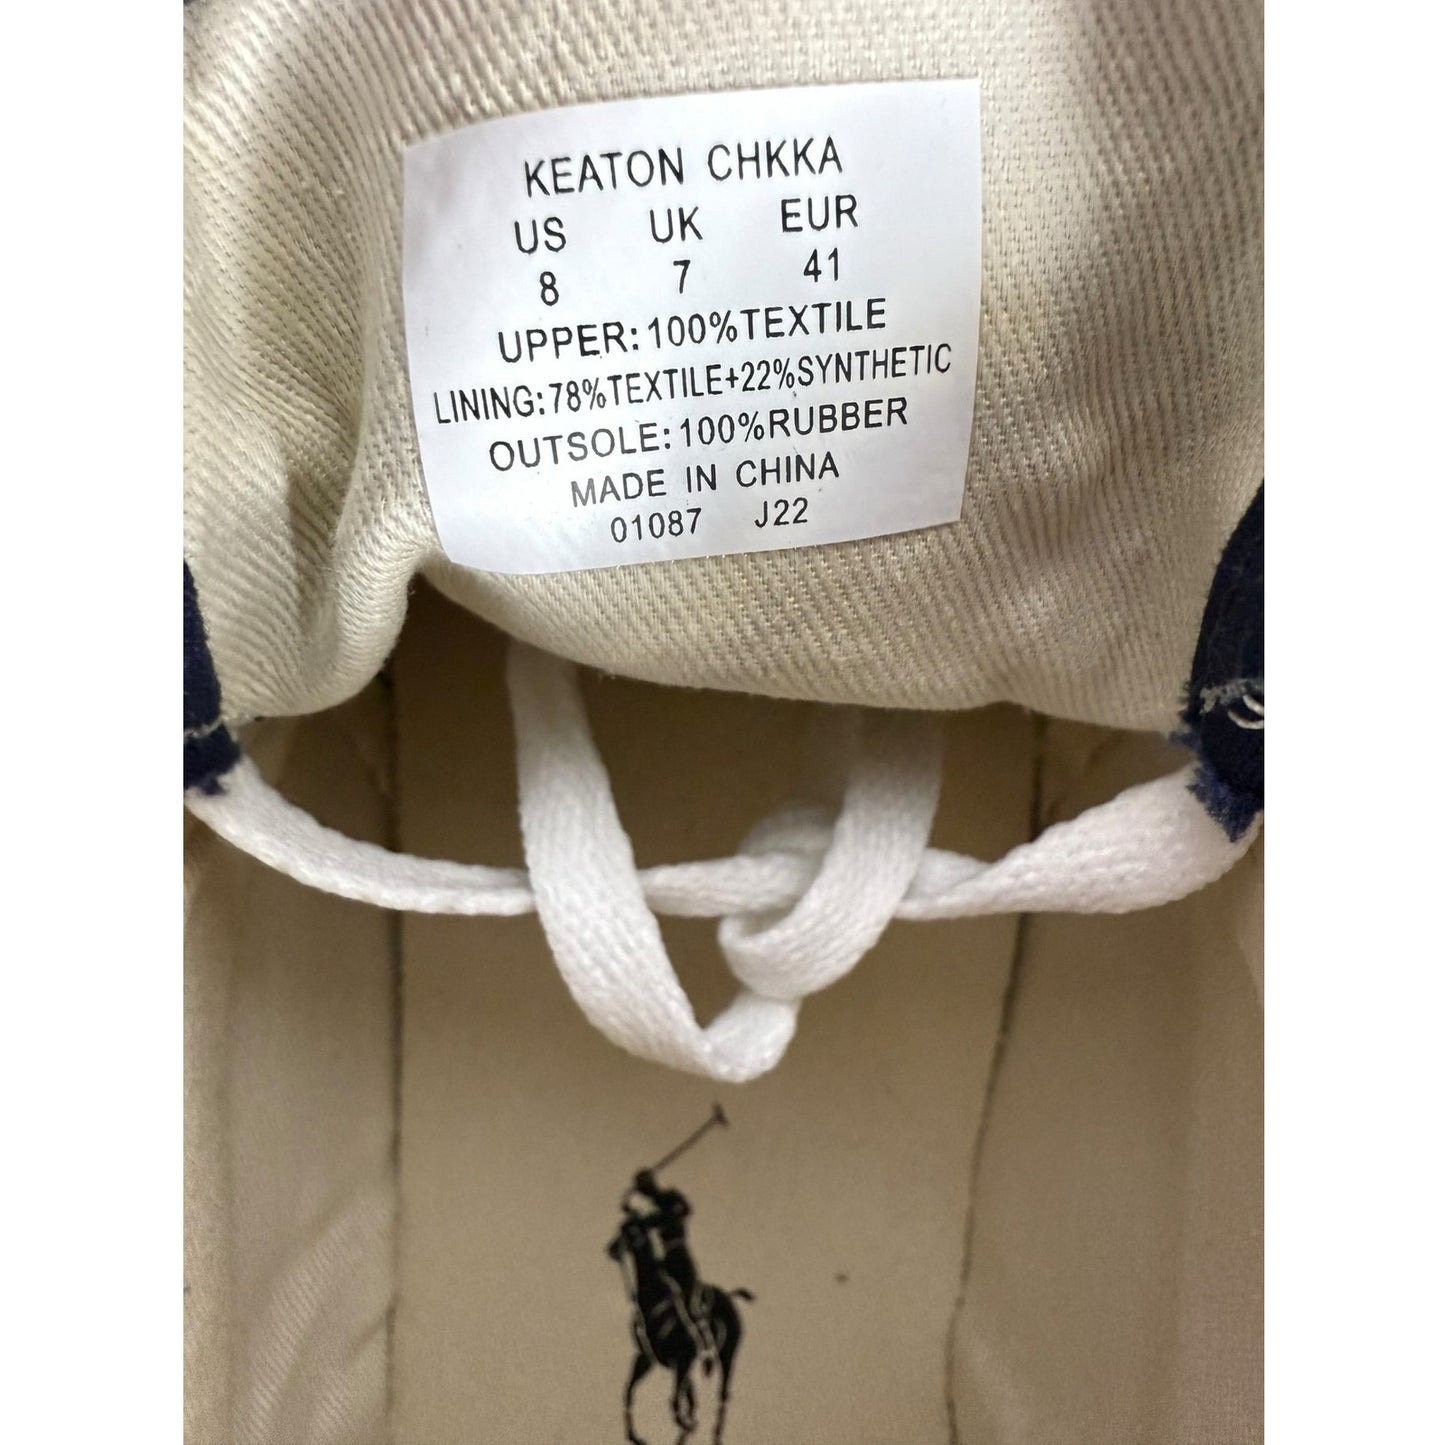 KEATON CHKKA
US UK EUR
8 7 41
UPPER:100%TEXTILE
LINING:78%TEXTILE+22%SYNTHETIC
OUTSOLE:100%RUBBER
MADE IN CHINA
01087 J22